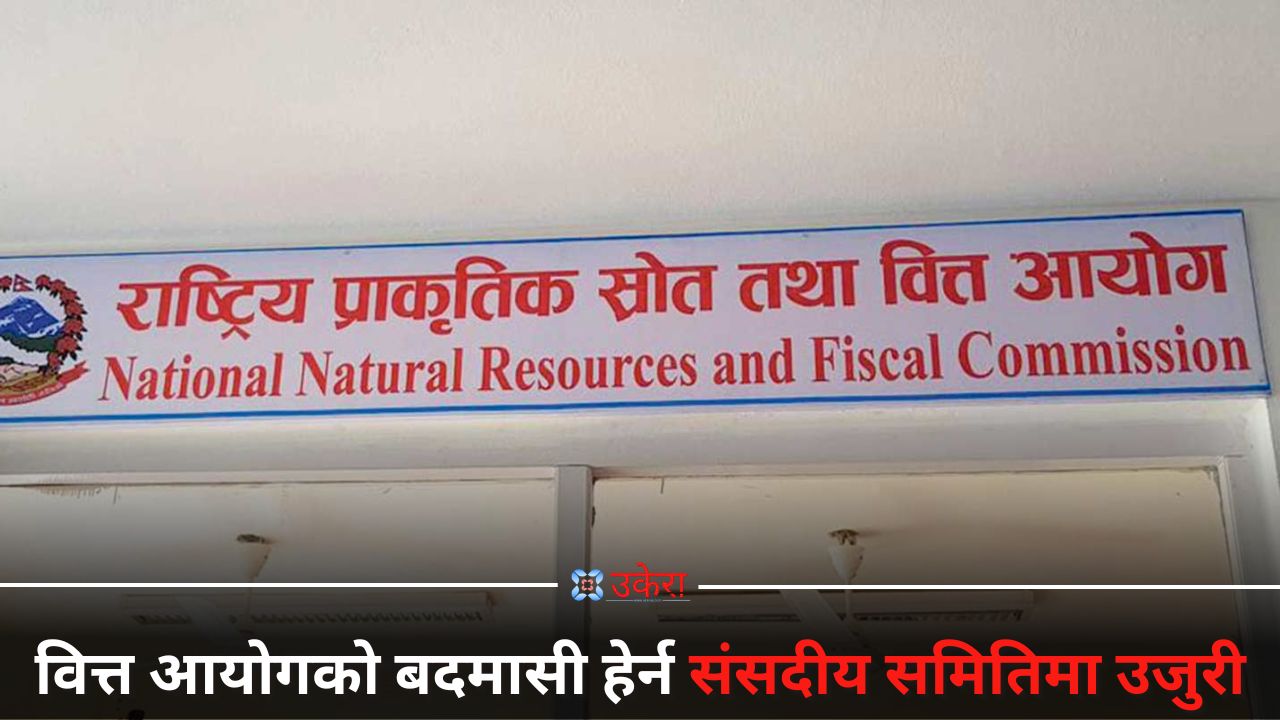 राष्ट्रिय प्राकृतिक स्रोत तथा वित्त आयोग
National Natural Resources and Fiscal Commission
उकेरा
वित्त आयोगको बदमासी हेर्न संसदीय समितिमा उजुरी